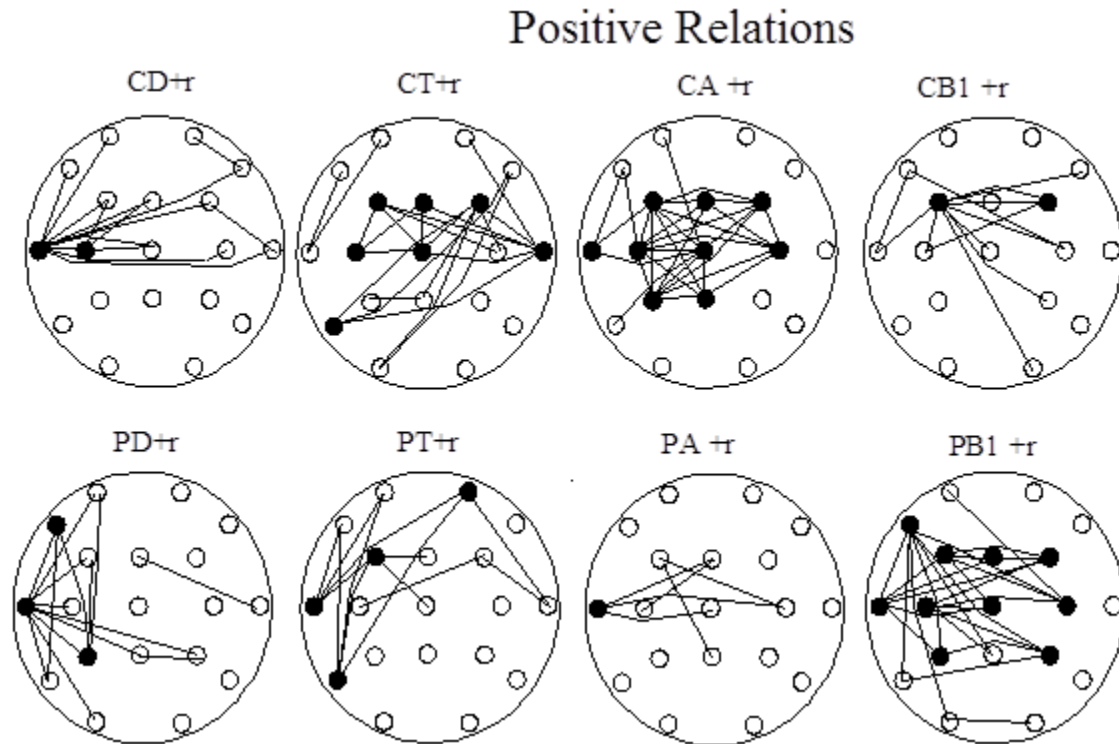 Positive Relations
CD+r CT+r CA +r CB1 +r
PD+r PT+r PA +r PB1 +r